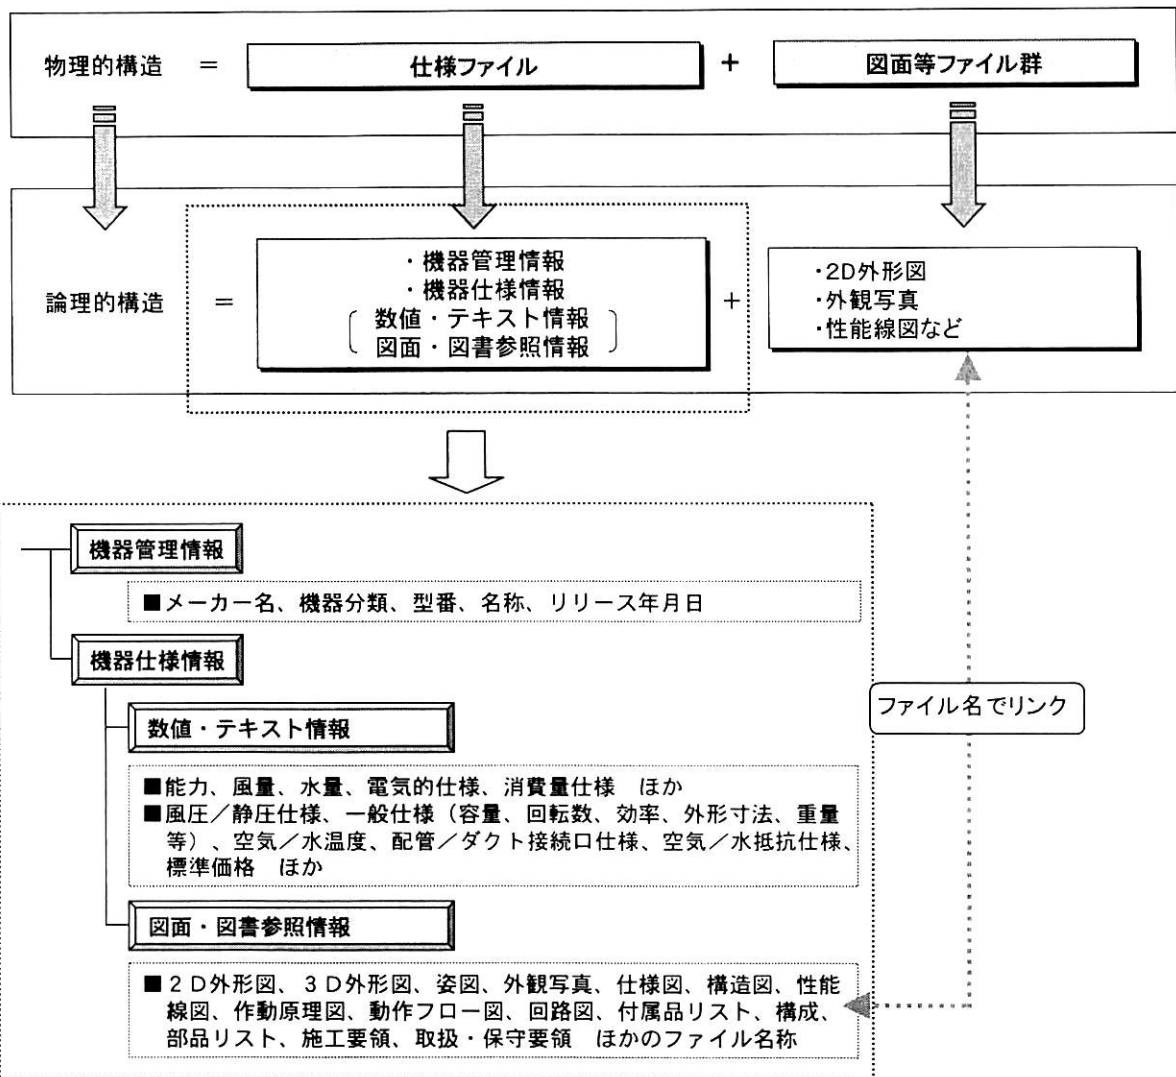 物理的構造 = 仕様ファイル + 図面等ファイル群
論理的構造 =
・機器管理情報
・機器仕様情報
数値・テキスト情報
図面・図書参照情報
+
・2D外形図
・外観写真
・性能線図など
機器管理情報
■メーカー名、機器分類、型番、名称、リリース年月日
機器仕様情報
数値・テキスト情報
■能力、風量、水量、電気的仕様、消費量仕様 ほか
■風圧／静圧仕様、一般仕様（容量、回転数、効率、外形寸法、重量
等）、空気／水温度、配管／ダクト接続口仕様、空気／水抵抗仕様、
標準価格 ほか
図面・図書参照情報
■２D外形図、３D外形図、姿図、外観写真、仕様図、構造図、性能
線図、作動原理図、動作フロー図、回路図、付属品リスト、構成、
部品リスト、施工要領、取扱・保守要領 ほかのファイル名称
ファイル名でリンク